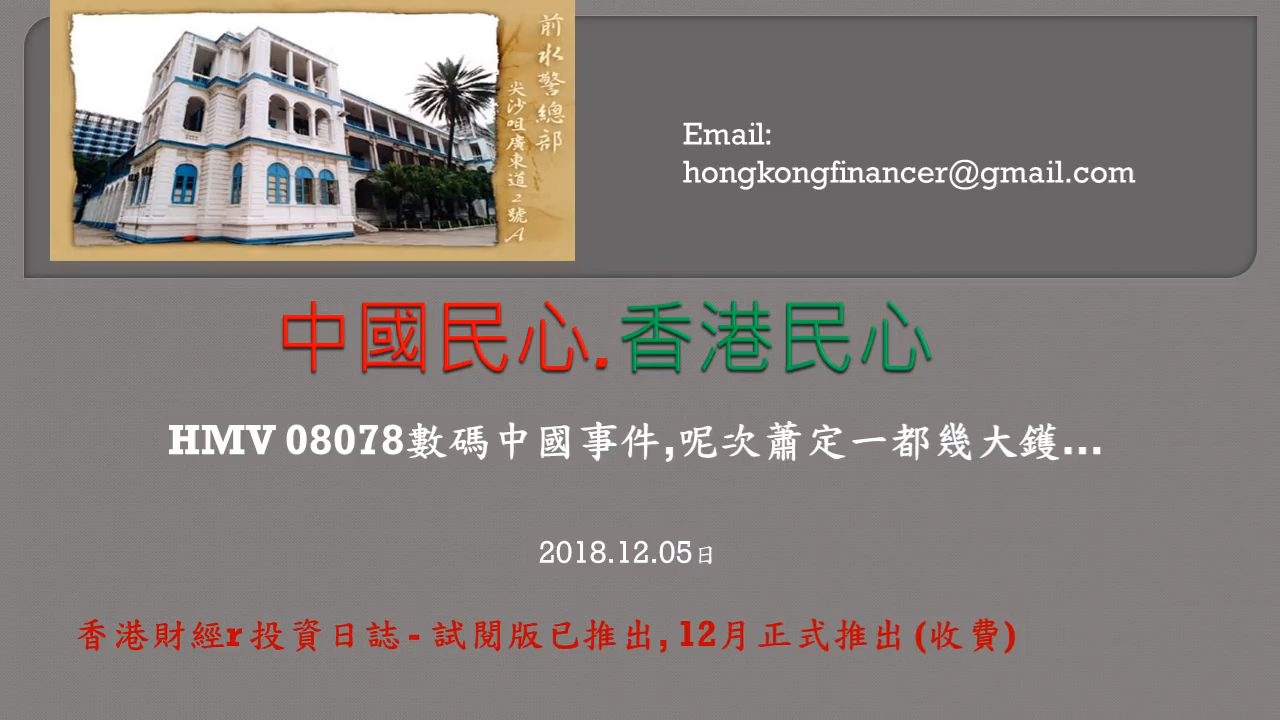 前水警總部
尖沙咀廣東道2號A
Email:
hongkongfinancer@gmail.com
中國民心.香港民心
HMV 08078數碼中國事件,呢次蕭定一都幾大鑊...
2018.12.05日
香港財經r 投資日誌 - 試閱版已推出, 12月正式推出 (收費)